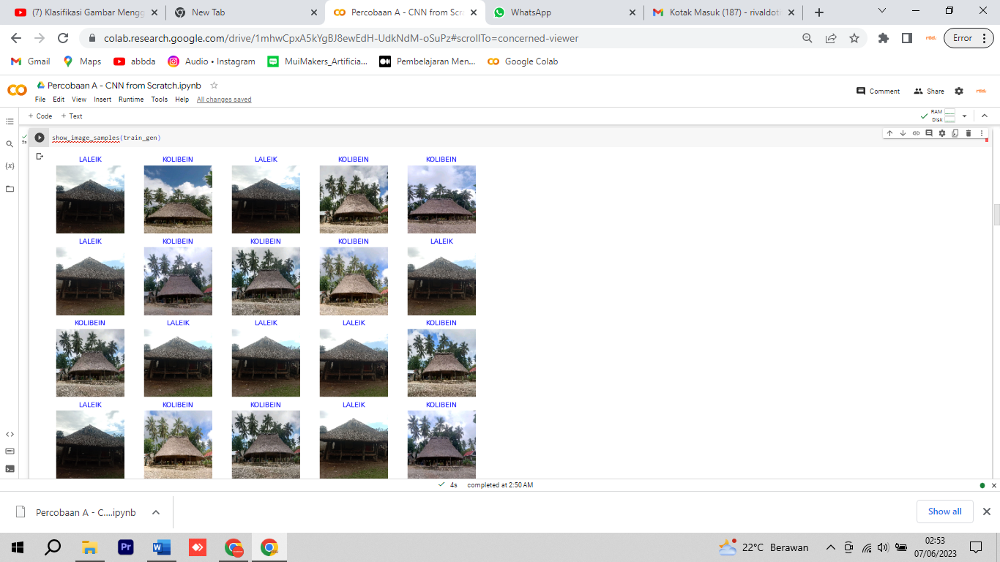 (7) Klasifikasi Gambar Mengg
New Tab
Percobaan A - CNN from Scra
WhatsApp
Kotak Masuk (187) - rivaldoti
colab.research.google.com/drive/1mhwCpxA5kYgBJ8ewEdH-UdkNdM-oSuPz#scrollTo=concerned-viewer
Error
Gmail
Maps
abbda
Audio • Instagram
MuiMakers_Artificia...
Pembelajaran Men...
Google Colab
Percobaan A - CNN from Scratch.ipynb
File Edit View Insert Runtime Tools Help All changes saved
Comment
Share
+ Code + Text
RAM
Disk
show_image_samples(train_gen)
5s
LALEIK KOLIBEIN LALEIK KOLIBEIN KOLIBEIN
LALEIK KOLIBEIN KOLIBEIN KOLIBEIN LALEIK
KOLIBEIN LALEIK LALEIK LALEIK KOLIBEIN
LALEIK KOLIBEIN KOLIBEIN LALEIK KOLIBEIN
4s completed at 2:50 AM
Percobaan A - C....ipynb
Show all
22°C Berawan
02:53
07/06/2023